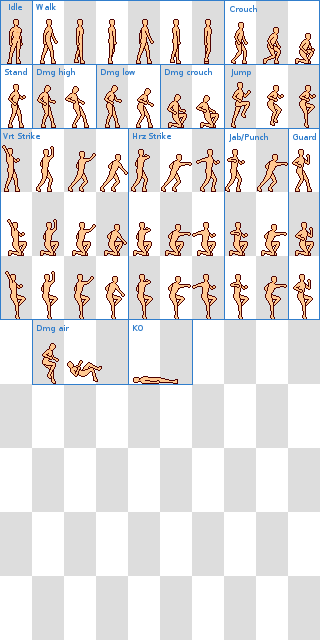 Idle Walk Crouch
Stand Dmg high Dmg low Dmg crouch Jump
Vrt Strike Hrz Strike Jab/Punch Guard
Dmg air KO